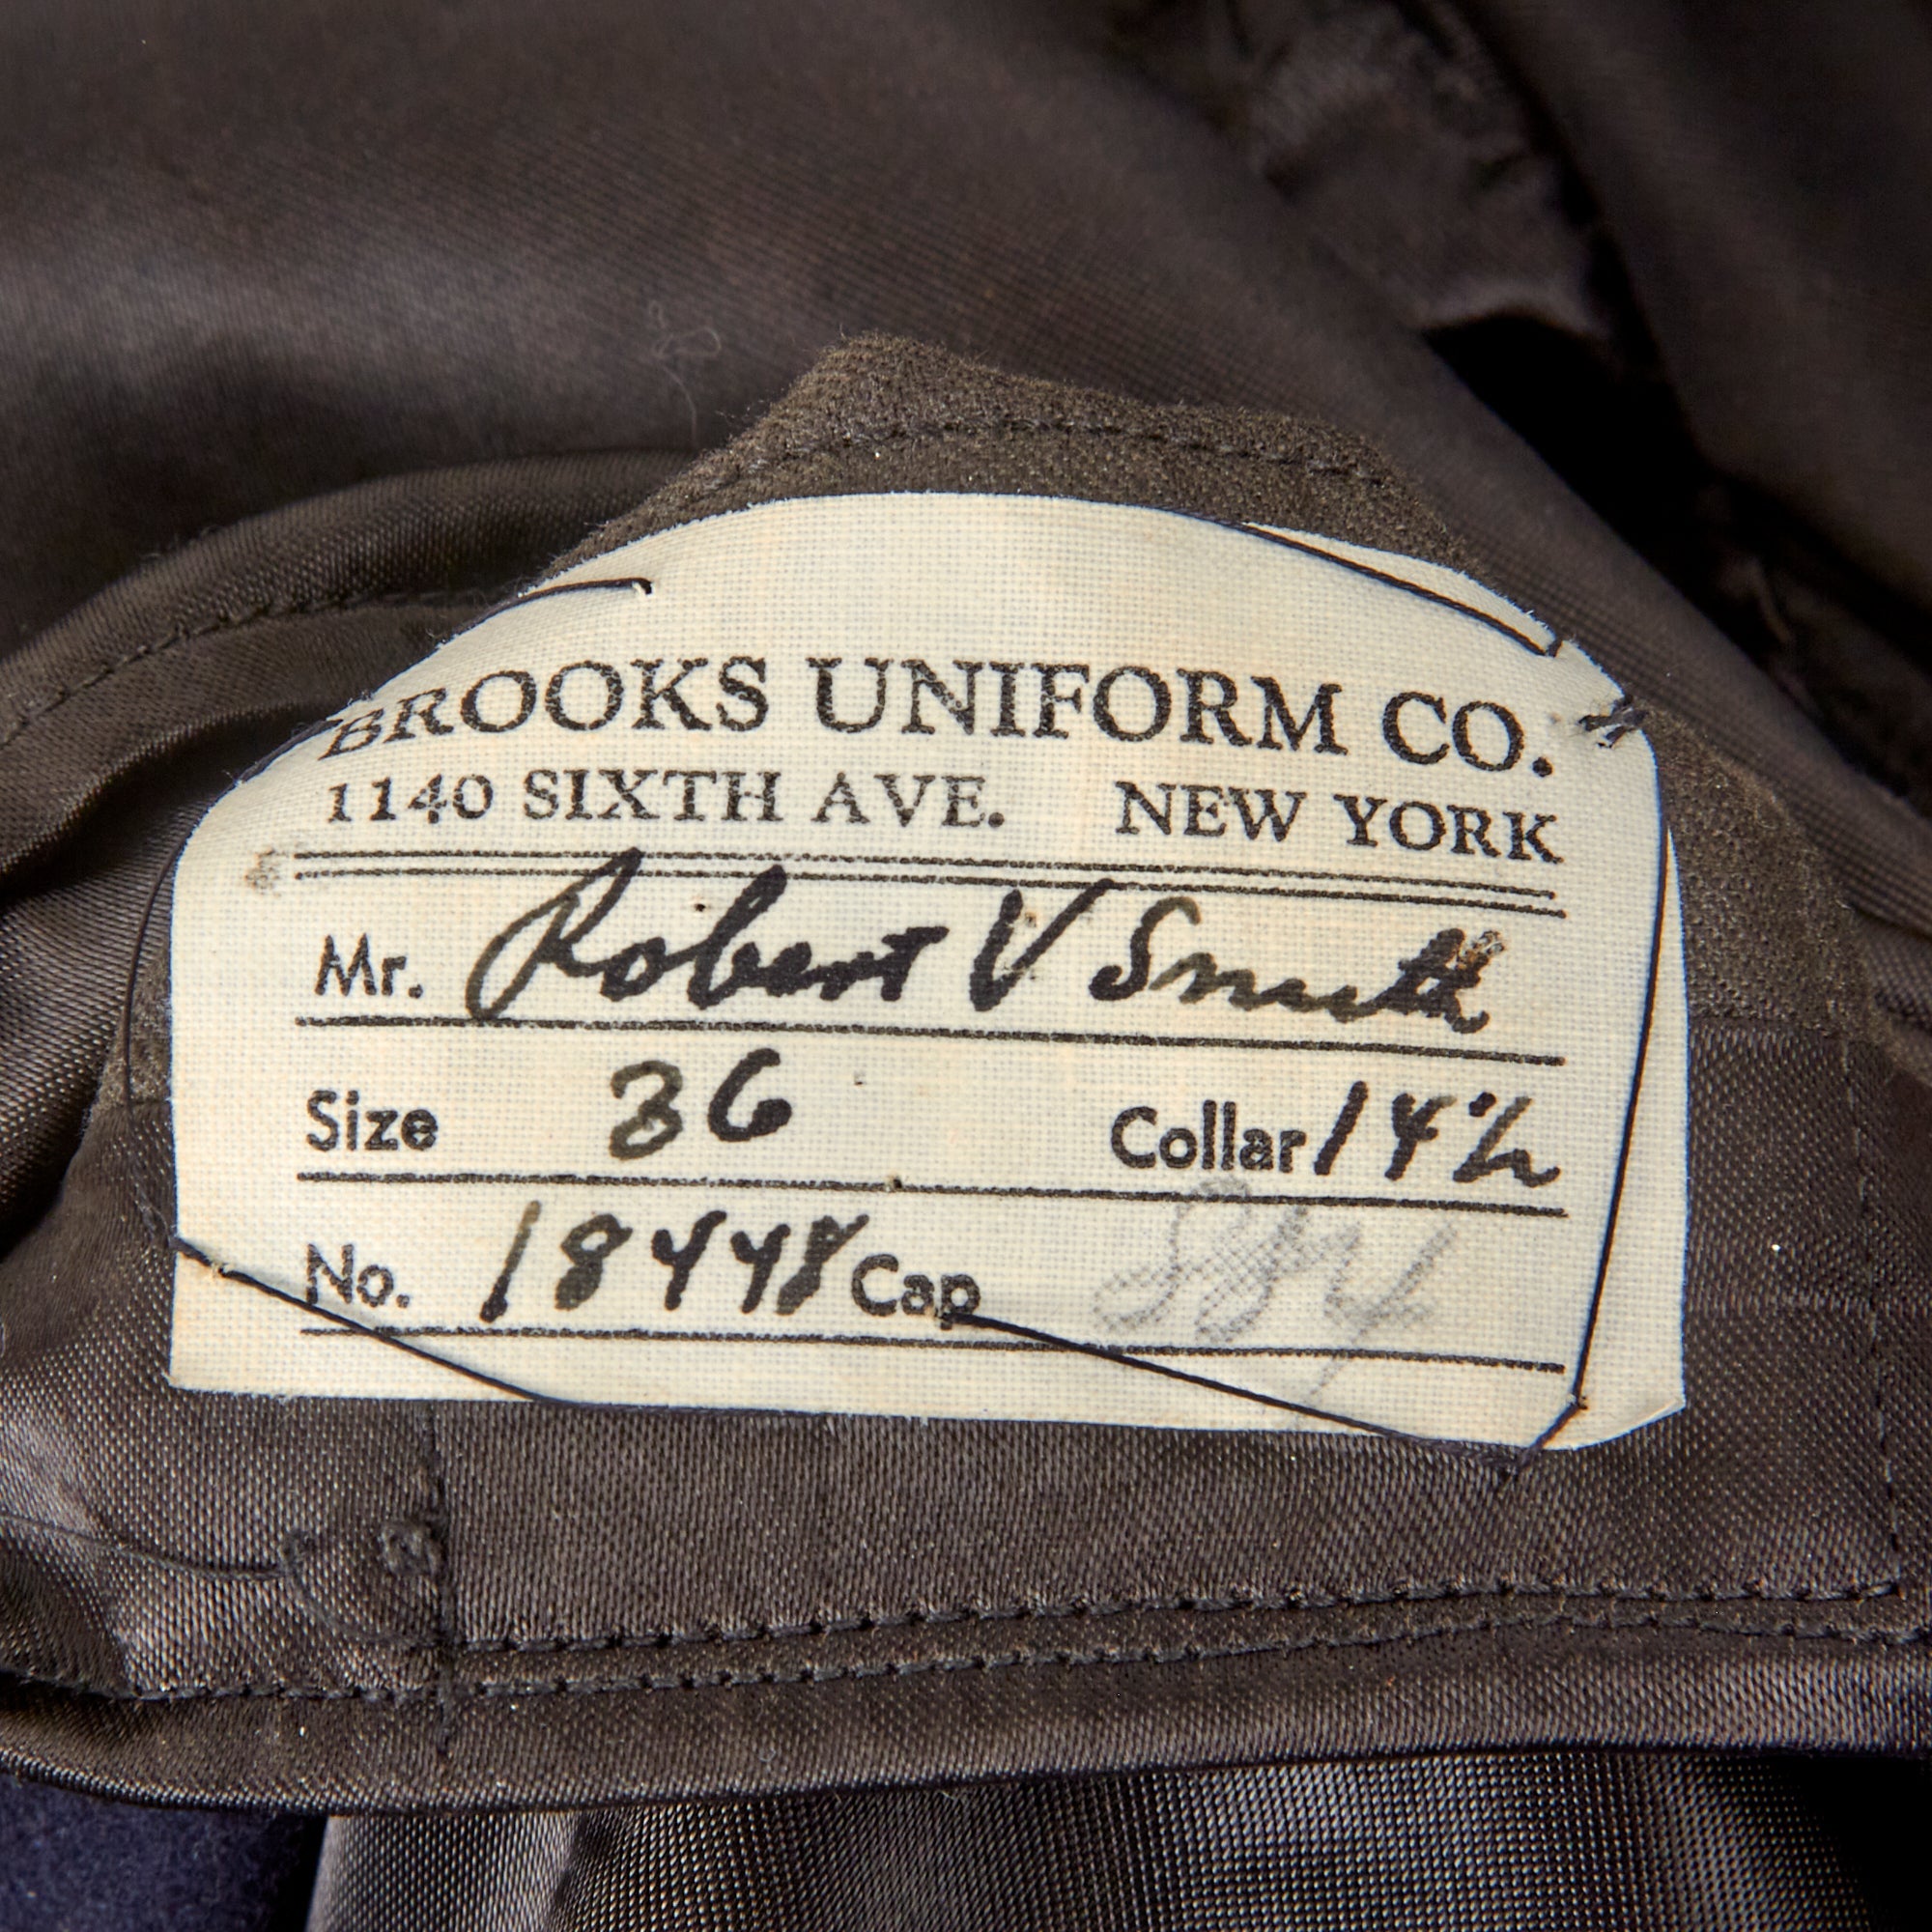 BROOKS UNIFORM CO.
1140 SIXTH AVE. NEW YORK
Mr. Robert V Smith
Size 36 Collar 14½
No. 18448 Cap